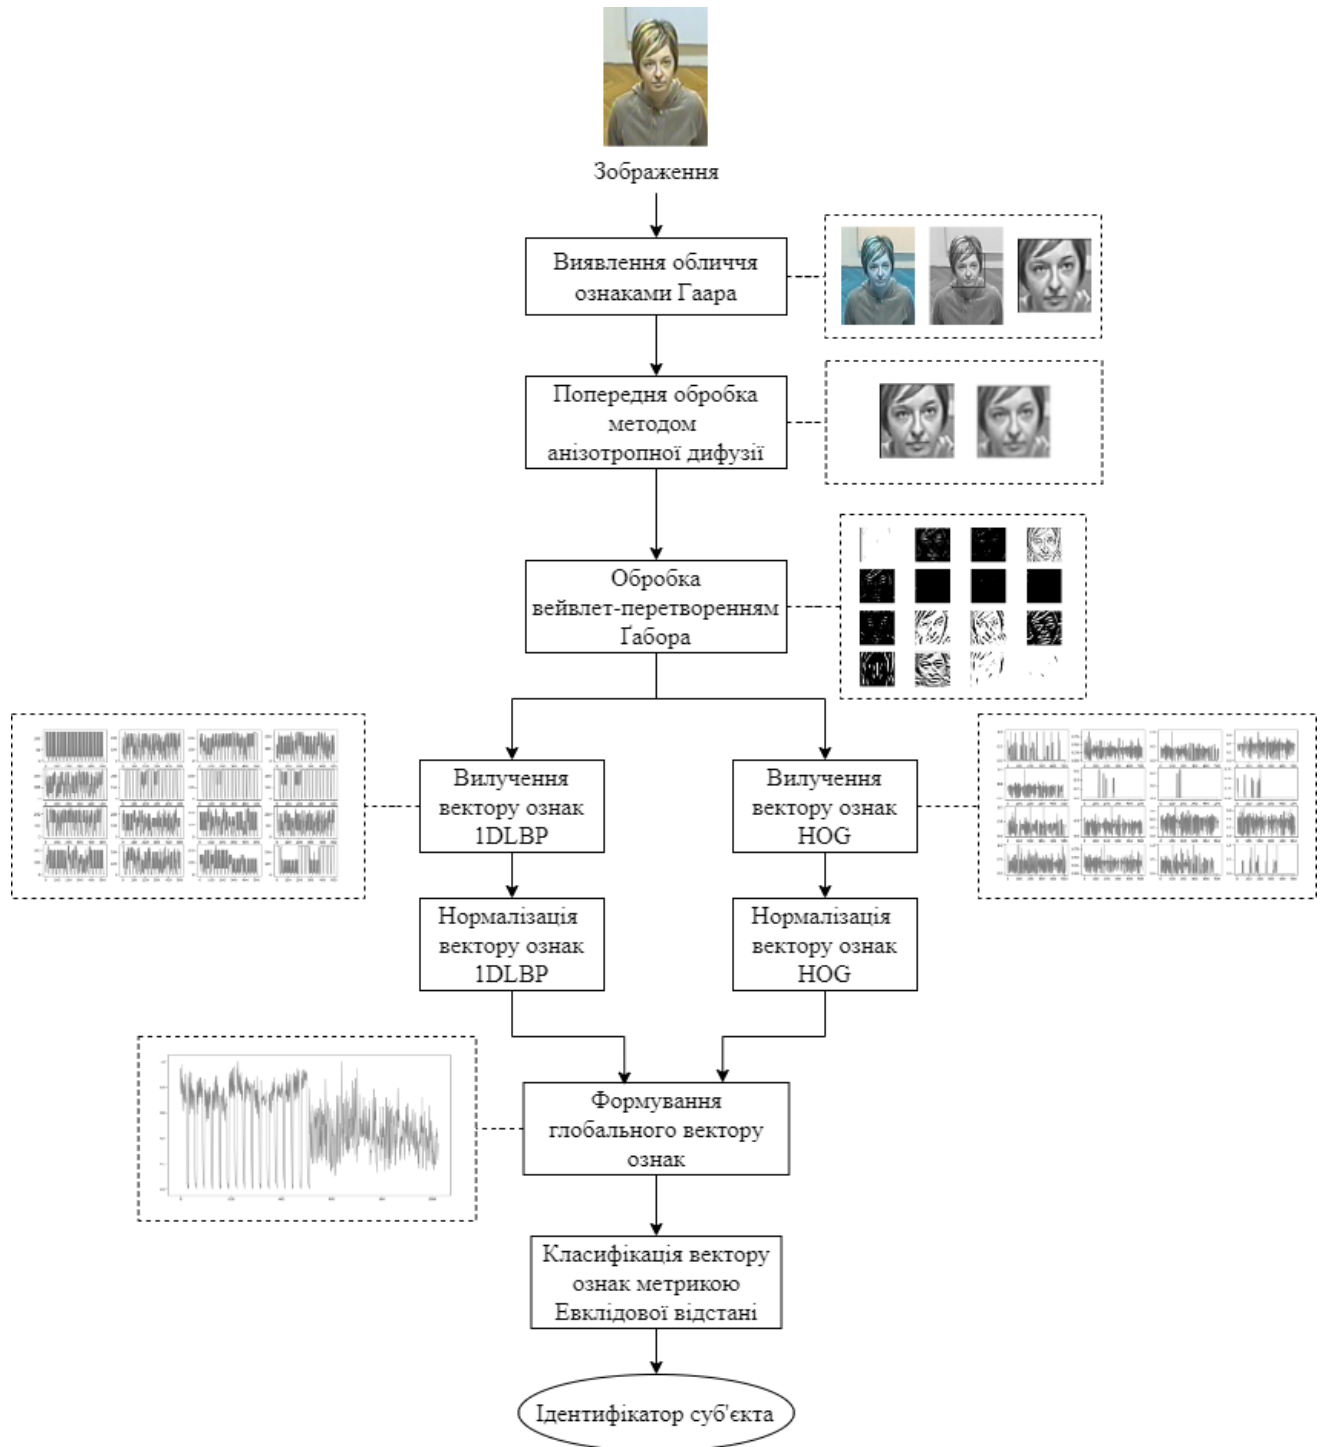 Зображення
Виявлення обличчя
ознаками Гаара
Попередня обробка
методом
анізотропної дифузії
Обробка
вейвлет-перетворенням
Ґабора
Вилучення
вектору ознак
1DLBP
Вилучення
вектору ознак
HOG
Нормалізація
вектору ознак
1DLBP
Нормалізація
вектору ознак
HOG
Формування
глобального вектору
ознак
Класифікація вектору
ознак метрикою
Евклідової відстані
Ідентифікатор суб'єкта